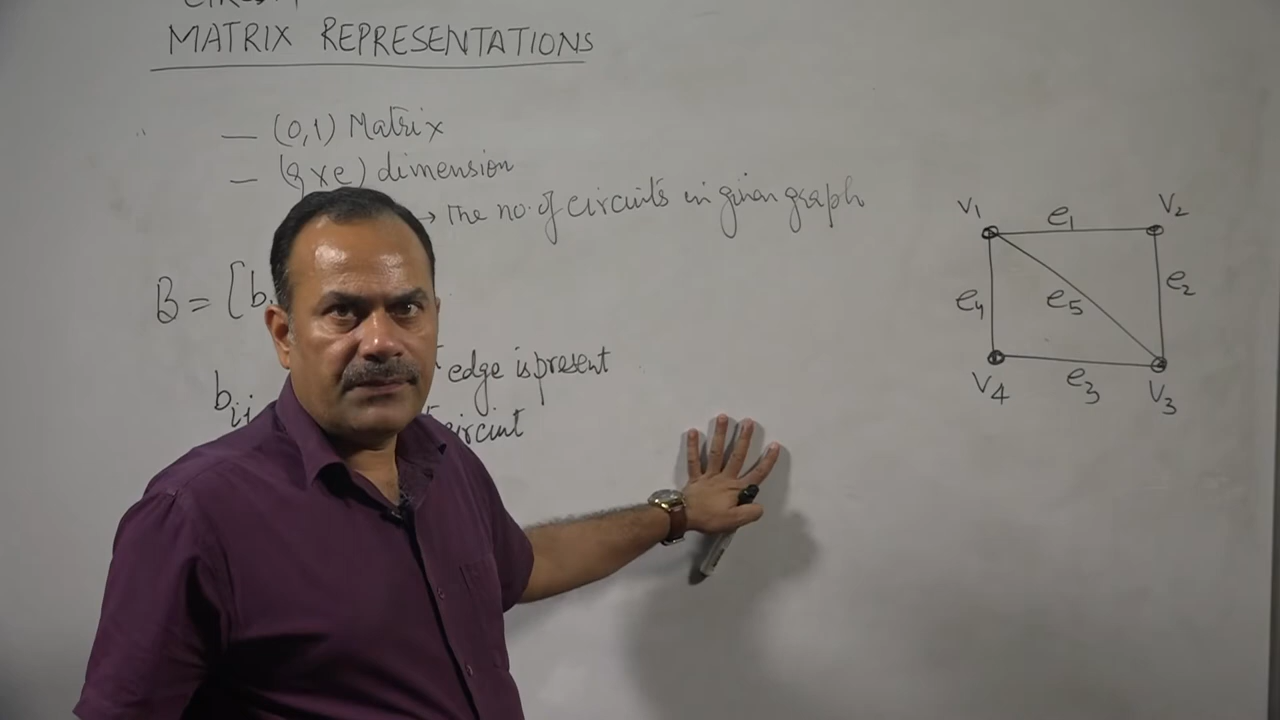 MATRIX REPRESENTATIONS
— (0,1) Matrix
— (q x e) dimension
→ The no. of circuits in given graph
B = [b
edge is present
b_ij
circuit
v1 e1 v2
e4 e5 e2
v4 e3 v3